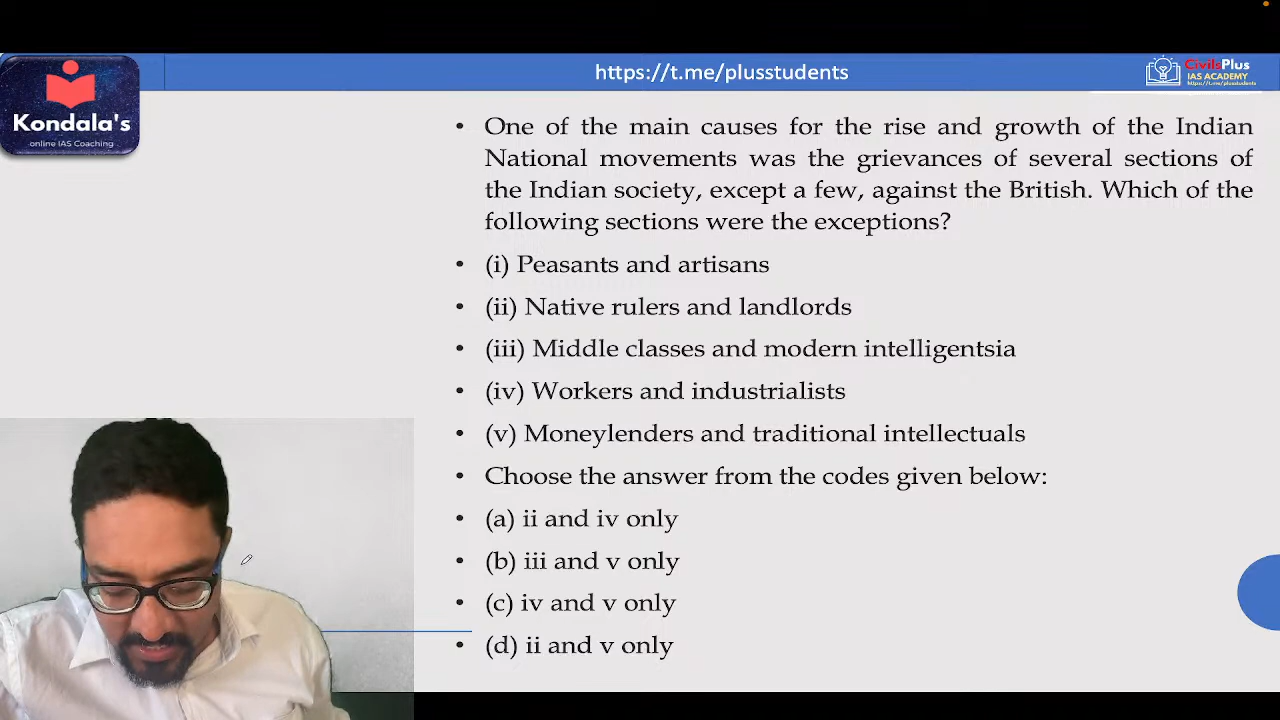 https://t.me/plusstudents
CivilsPlus
IAS ACADEMY
https://t.me/plusstudents
Kondala's
online IAS Coaching
• One of the main causes for the rise and growth of the Indian
National movements was the grievances of several sections of
the Indian society, except a few, against the British. Which of the
following sections were the exceptions?
• (i) Peasants and artisans
• (ii) Native rulers and landlords
• (iii) Middle classes and modern intelligentsia
• (iv) Workers and industrialists
• (v) Moneylenders and traditional intellectuals
• Choose the answer from the codes given below:
• (a) ii and iv only
• (b) iii and v only
• (c) iv and v only
• (d) ii and v only